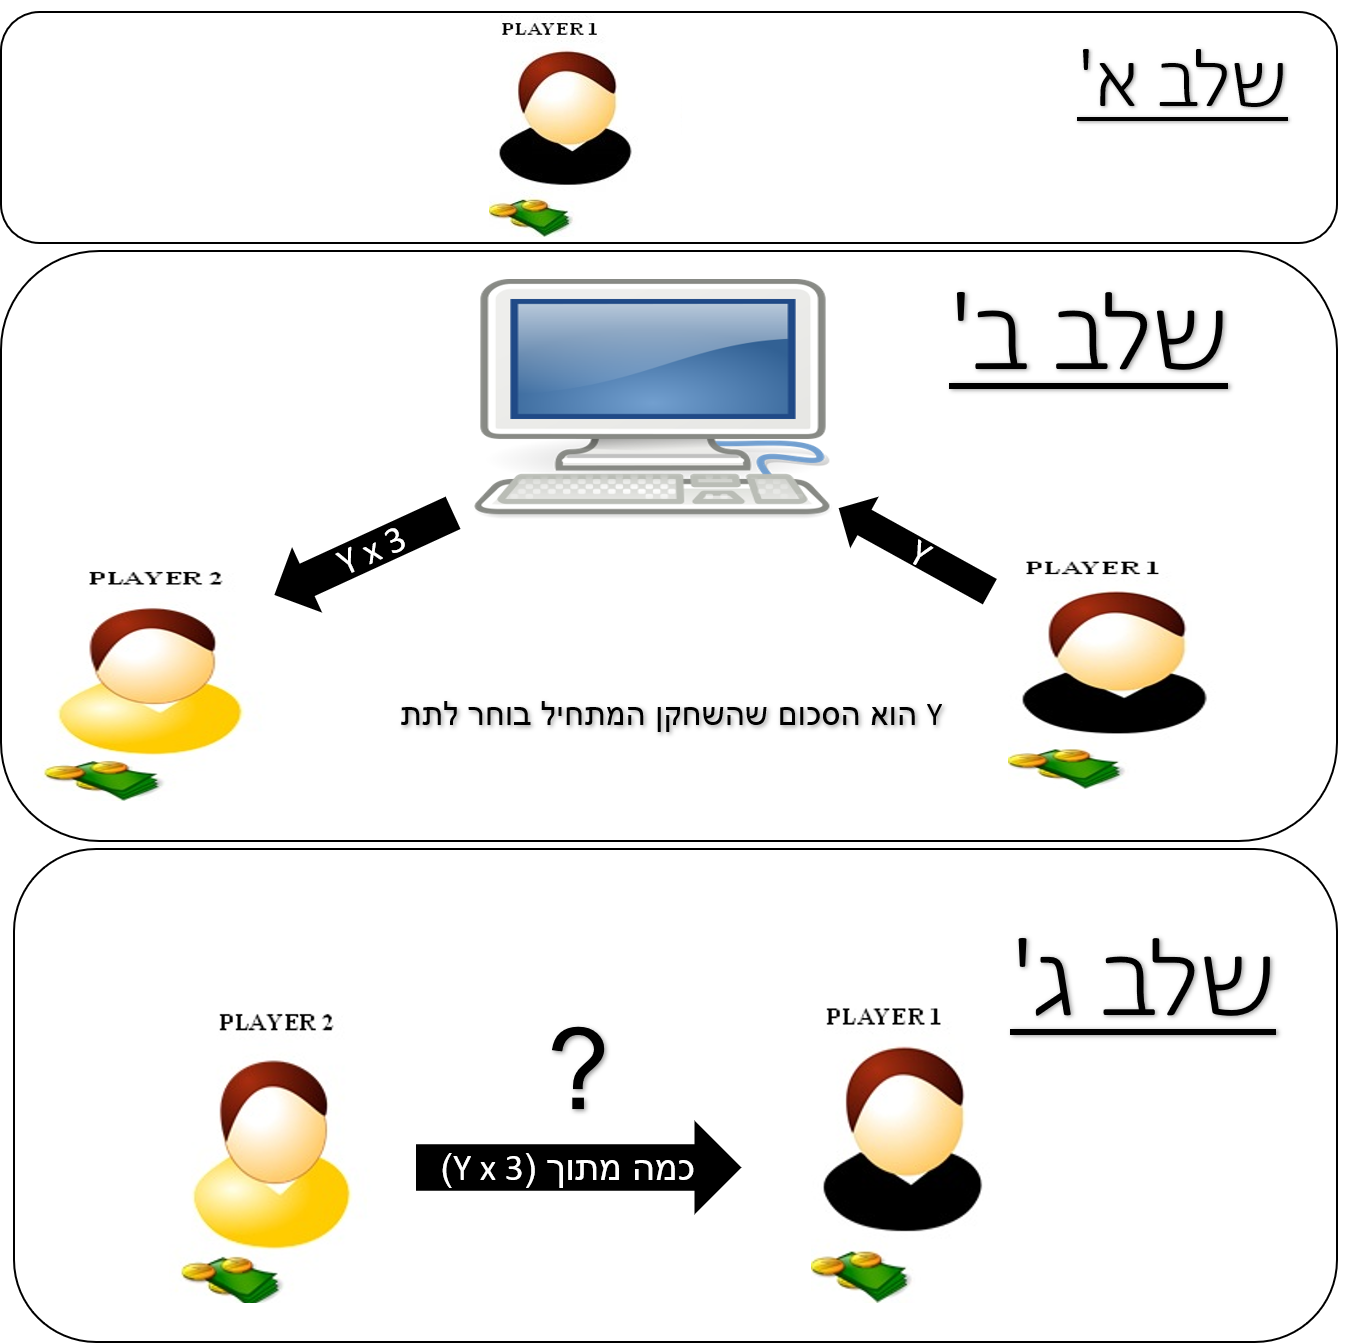 PLAYER 1
שלב א'
שלב ב'
Y x 3
Y
PLAYER 2
PLAYER 1
Y הוא הסכום שהשחקן המתחיל בוחר לתת
שלב ג'
PLAYER 2
PLAYER 1
?
כמה מתוך (Y x 3)